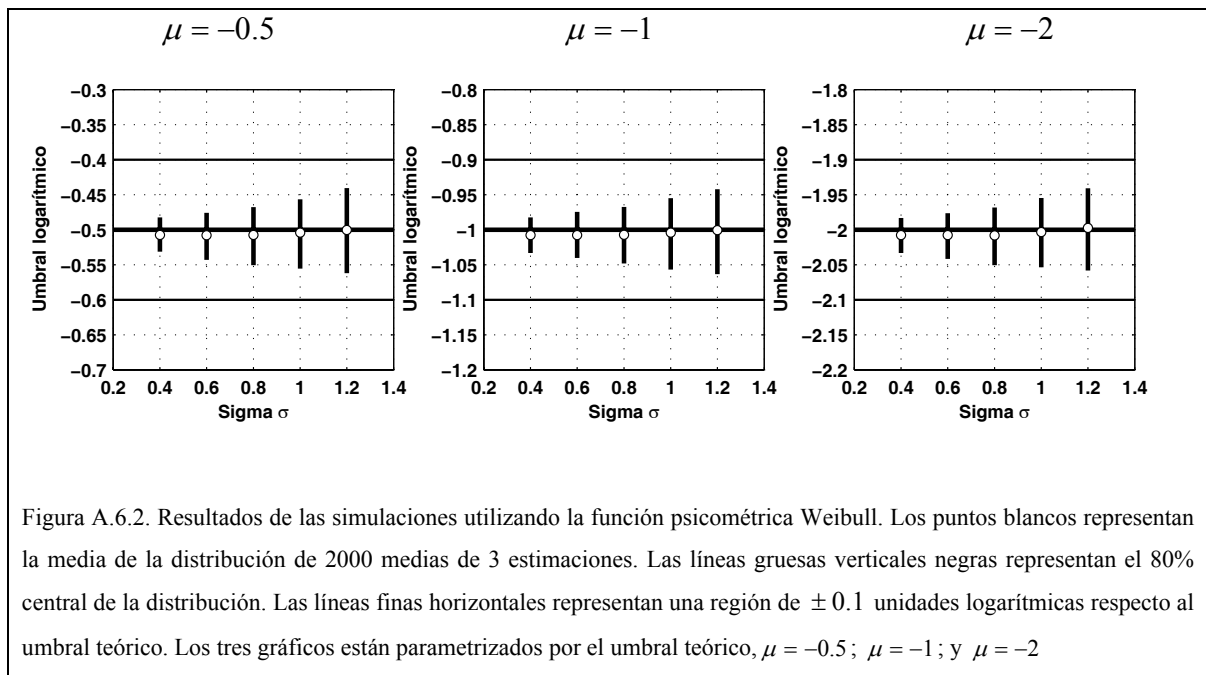 μ = −0.5
μ = −1
μ = −2
Umbral logarítmico
−0.3
−0.35
−0.4
−0.45
−0.5
−0.55
−0.6
−0.65
−0.7
0.2 0.4 0.6 0.8 1 1.2 1.4
Sigma σ
Umbral logarítmico
−0.8
−0.85
−0.9
−0.95
−1
−1.05
−1.1
−1.15
−1.2
0.2 0.4 0.6 0.8 1 1.2 1.4
Sigma σ
Umbral logarítmico
−1.8
−1.85
−1.9
−1.95
−2
−2.05
−2.1
−2.15
−2.2
0.2 0.4 0.6 0.8 1 1.2 1.4
Sigma σ
Figura A.6.2. Resultados de las simulaciones utilizando la función psicométrica Weibull. Los puntos blancos representan
la media de la distribución de 2000 medias de 3 estimaciones. Las líneas gruesas verticales negras representan el 80%
central de la distribución. Las líneas finas horizontales representan una región de ±0.1 unidades logarítmicas respecto al
umbral teórico. Los tres gráficos están parametrizados por el umbral teórico, μ = −0.5 ; μ = −1 ; y μ = −2